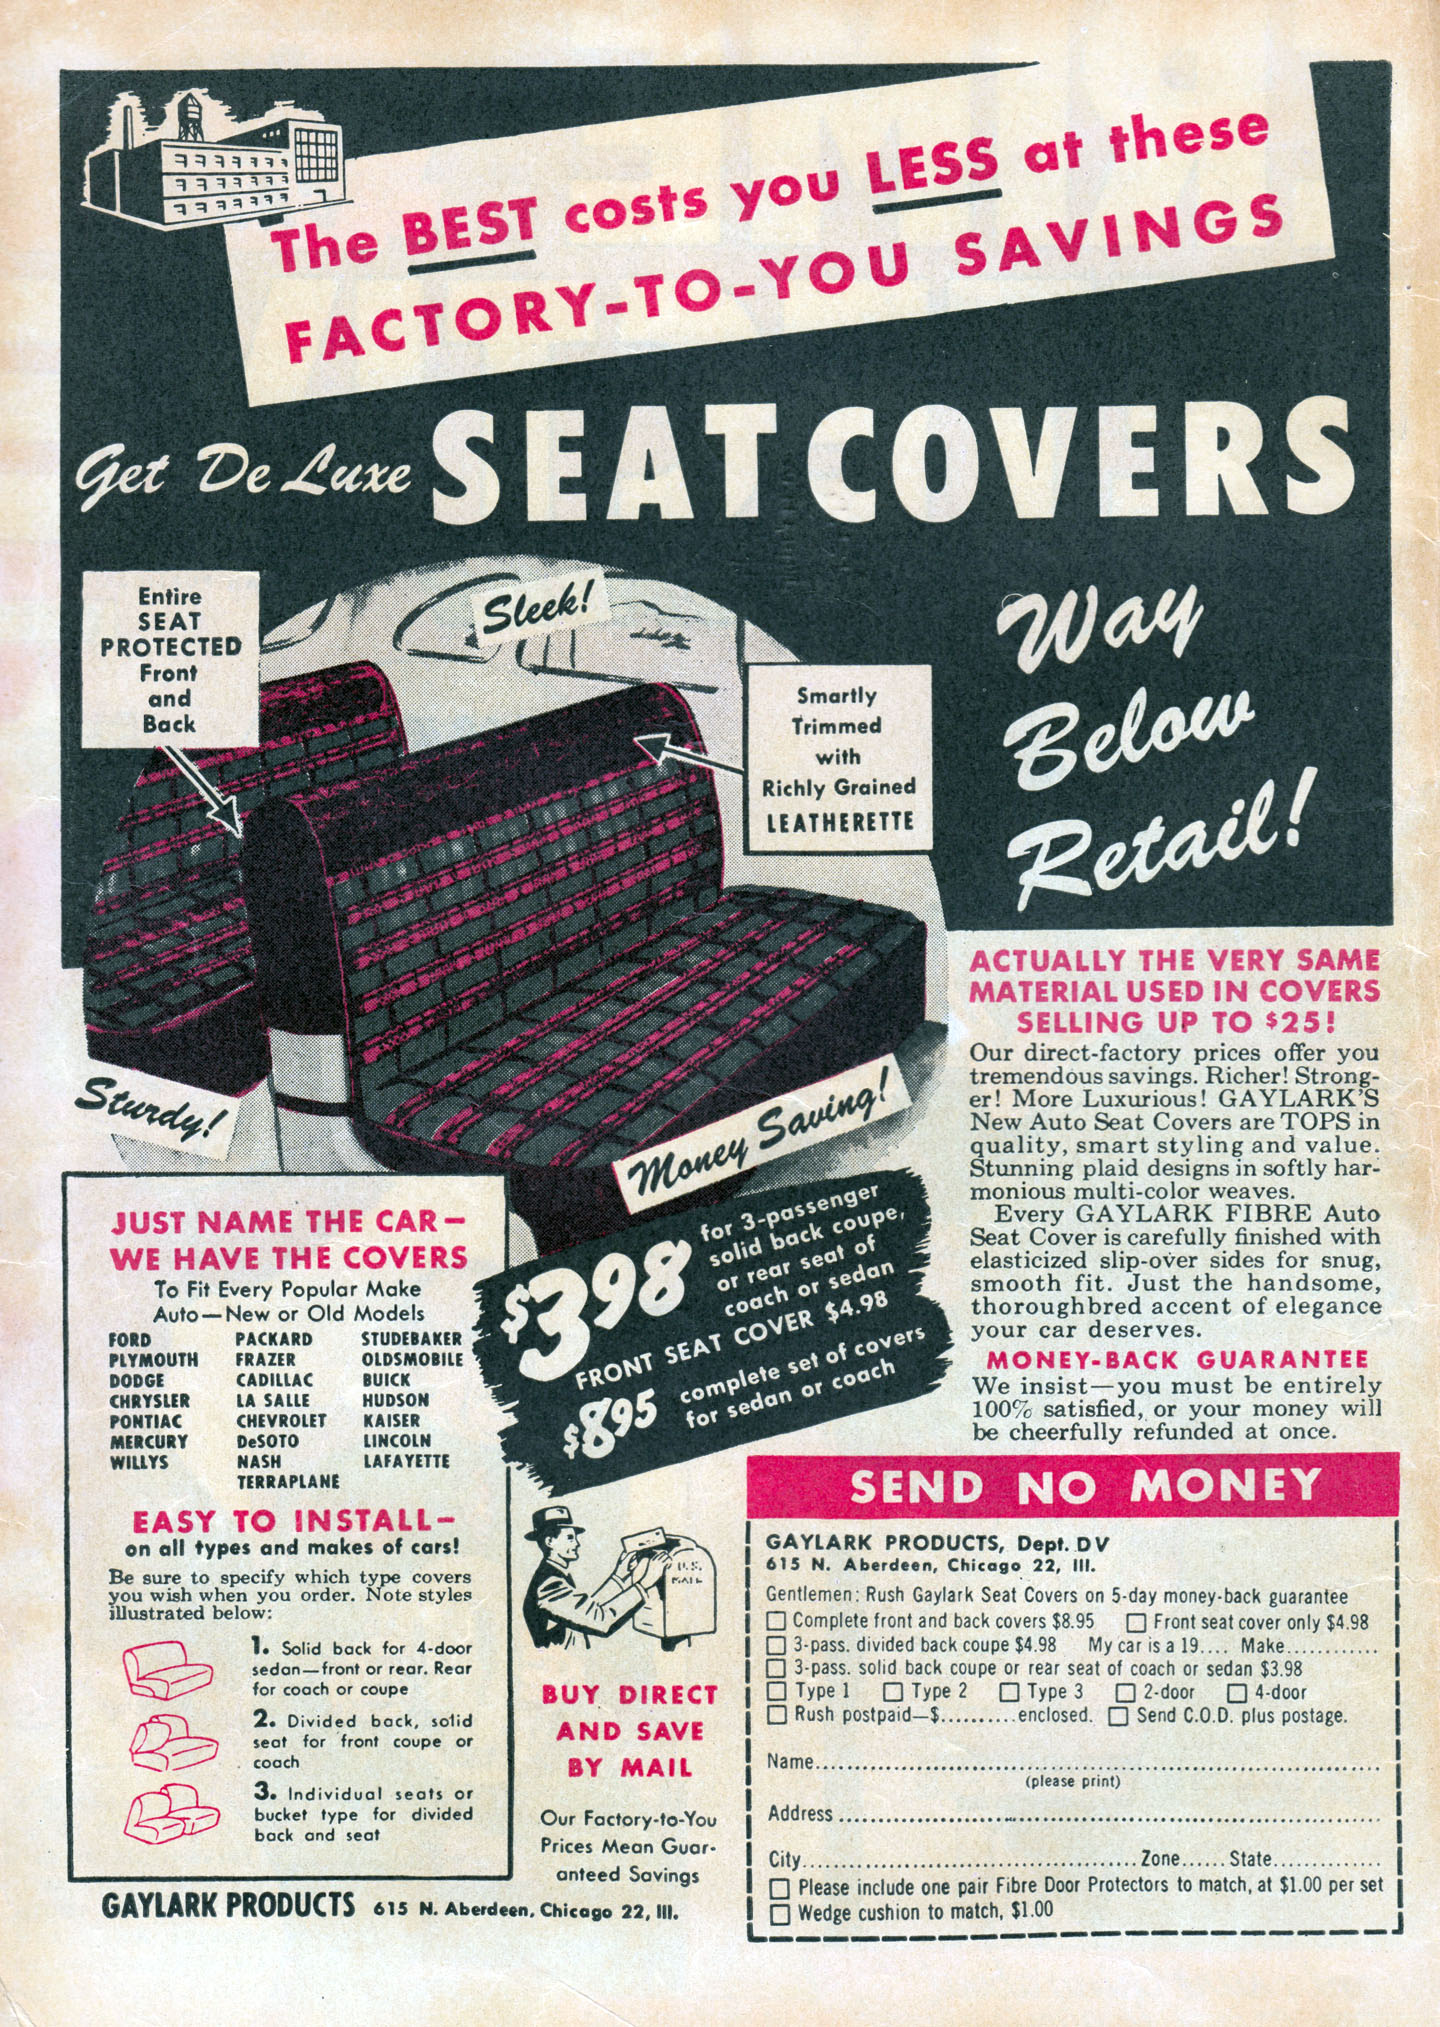 The BEST costs you LESS at these
FACTORY-TO-YOU SAVINGS
Get De Luxe SEAT COVERS
Way
Below
Retail!
Entire
SEAT
PROTECTED
Front
and
Back
Sleek!
Smartly
Trimmed
with
Richly Grained
LEATHERETTE
Sturdy!
Money Saving!
ACTUALLY THE VERY SAME
MATERIAL USED IN COVERS
SELLING UP TO $25!
Our direct-factory prices offer you
tremendous savings. Richer! Strong-
er! More Luxurious! GAYLARK'S
New Auto Seat Covers are TOPS in
quality, smart styling and value.
Stunning plaid designs in softly har-
monious multi-color weaves.
Every GAYLARK FIBRE Auto
Seat Cover is carefully finished with
elasticized slip-over sides for snug,
smooth fit. Just the handsome,
thoroughbred accent of elegance
your car deserves.
MONEY-BACK GUARANTEE
We insist—you must be entirely
100% satisfied, or your money will
be cheerfully refunded at once.
$3.98 for 3-passenger
solid back coupe,
or rear seat of
coach or sedan
FRONT SEAT COVER $4.98
$8.95 complete set of covers
for sedan or coach
JUST NAME THE CAR—
WE HAVE THE COVERS
To Fit Every Popular Make
Auto—New or Old Models
FORD PACKARD STUDEBAKER
PLYMOUTH FRAZER OLDSMOBILE
DODGE CADILLAC BUICK
CHRYSLER LA SALLE HUDSON
PONTIAC CHEVROLET KAISER
MERCURY DeSOTO LINCOLN
WILLYS NASH LAFAYETTE
TERRAPLANE
EASY TO INSTALL—
on all types and makes of cars!
Be sure to specify which type covers
you wish when you order. Note styles
illustrated below:
1. Solid back for 4-door
sedan—front or rear. Rear
for coach or coupe
2. Divided back, solid
seat for front coupe or
coach
3. Individual seats or
bucket type for divided
back and seat
U.S.
MAIL
BUY DIRECT
AND SAVE
BY MAIL
Our Factory-to-You
Prices Mean Guar-
anteed Savings
GAYLARK PRODUCTS 615 N. Aberdeen, Chicago 22, Ill.
SEND NO MONEY
GAYLARK PRODUCTS, Dept. DV
615 N. Aberdeen, Chicago 22, Ill.
Gentlemen: Rush Gaylark Seat Covers on 5-day money-back guarantee
Complete front and back covers $8.95 Front seat cover only $4.98
3-pass. divided back coupe $4.98 My car is a 19.... Make............
3-pass. solid back coupe or rear seat of coach or sedan $3.98
Type 1 Type 2 Type 3 2-door 4-door
Rush postpaid—$..........enclosed. Send C.O.D. plus postage.
Name..........
(please print)
Address..........
City..........Zone......State..........
Please include one pair Fibre Door Protectors to match, at $1.00 per set
Wedge cushion to match, $1.00